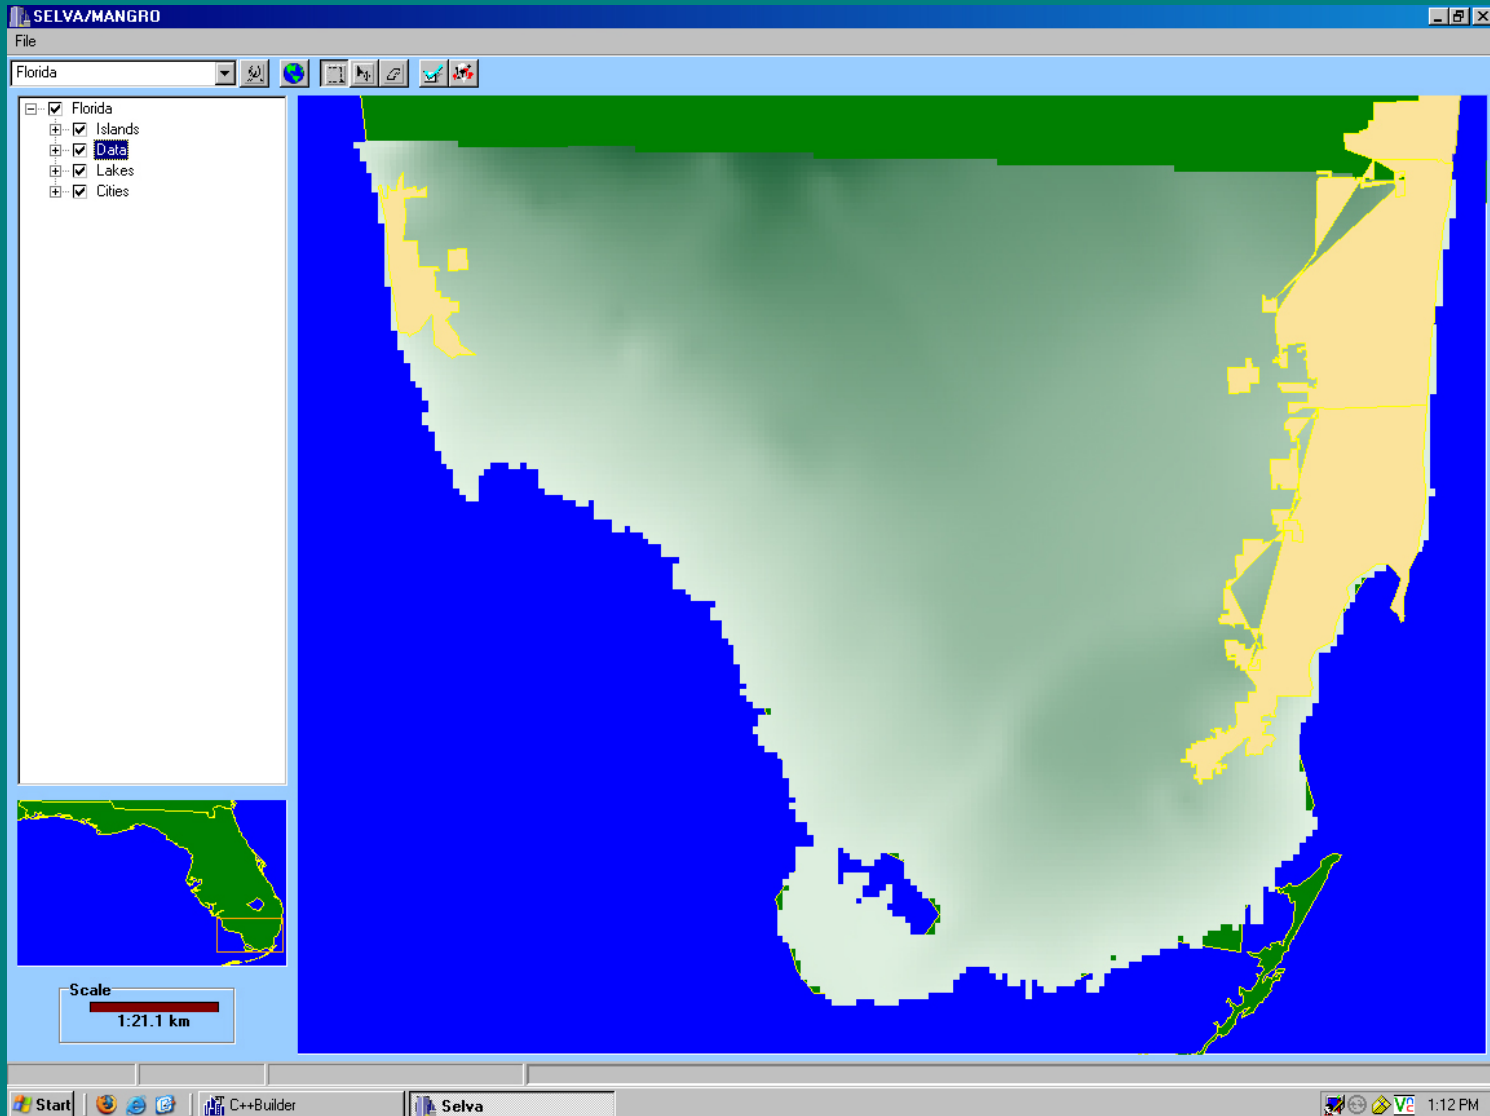 SELVA/MANGRO
File
Florida
Florida
Islands
Data
Lakes
Cities
Scale
1:21.1 km
Start
C++Builder
Selva
1:12 PM